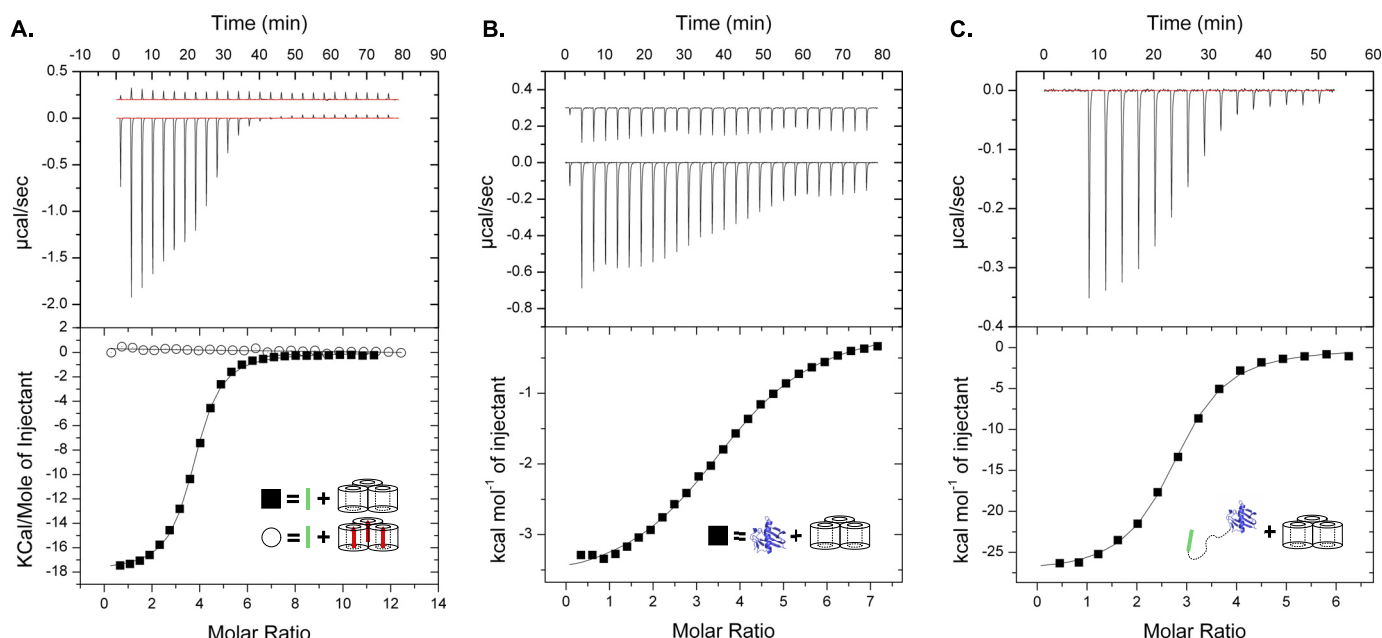 A.
Time (min)
-10 0 10 20 30 40 50 60 70 80 90
0.5
0.0
-0.5
-1.0
-1.5
-2.0
µcal/sec
2
0
-2
-4
-6
-8
-10
-12
-14
-16
-18
KCal/Mole of Injectant
= +
= +
0 2 4 6 8 10 12 14
Molar Ratio
B.
Time (min)
0 10 20 30 40 50 60 70 80
0.4
0.2
0.0
-0.2
-0.4
-0.6
-0.8
µcal/sec
-1
-2
-3
kcal mol⁻¹ of injectant
= +
0 1 2 3 4 5 6 7
Molar Ratio
C.
Time (min)
0 10 20 30 40 50 60
0.0
-0.1
-0.2
-0.3
-0.4
µcal/sec
0
-5
-10
-15
-20
-25
kcal mol⁻¹ of injectant
+
0 1 2 3 4 5 6
Molar Ratio